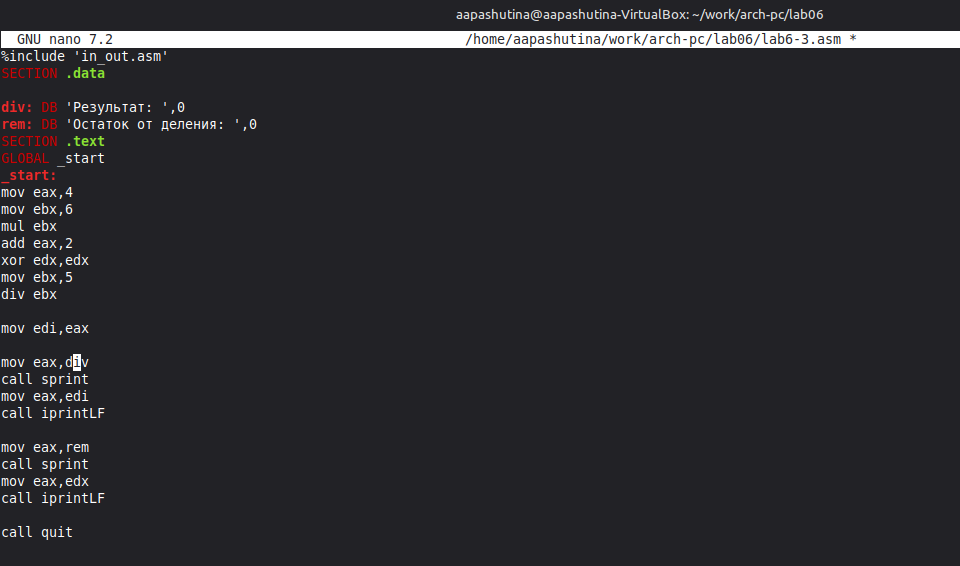 aapashutina@aapashutina-VirtualBox: ~/work/arch-pc/lab06
GNU nano 7.2 /home/aapashutina/work/arch-pc/lab06/lab6-3.asm *
%include 'in_out.asm'
SECTION .data
div: DB 'Результат: ',0
rem: DB 'Остаток от деления: ',0
SECTION .text
GLOBAL _start
_start:
mov eax,4
mov ebx,6
mul ebx
add eax,2
xor edx,edx
mov ebx,5
div ebx
mov edi,eax
mov eax,div
call sprint
mov eax,edi
call iprintLF
mov eax,rem
call sprint
mov eax,edx
call iprintLF
call quit